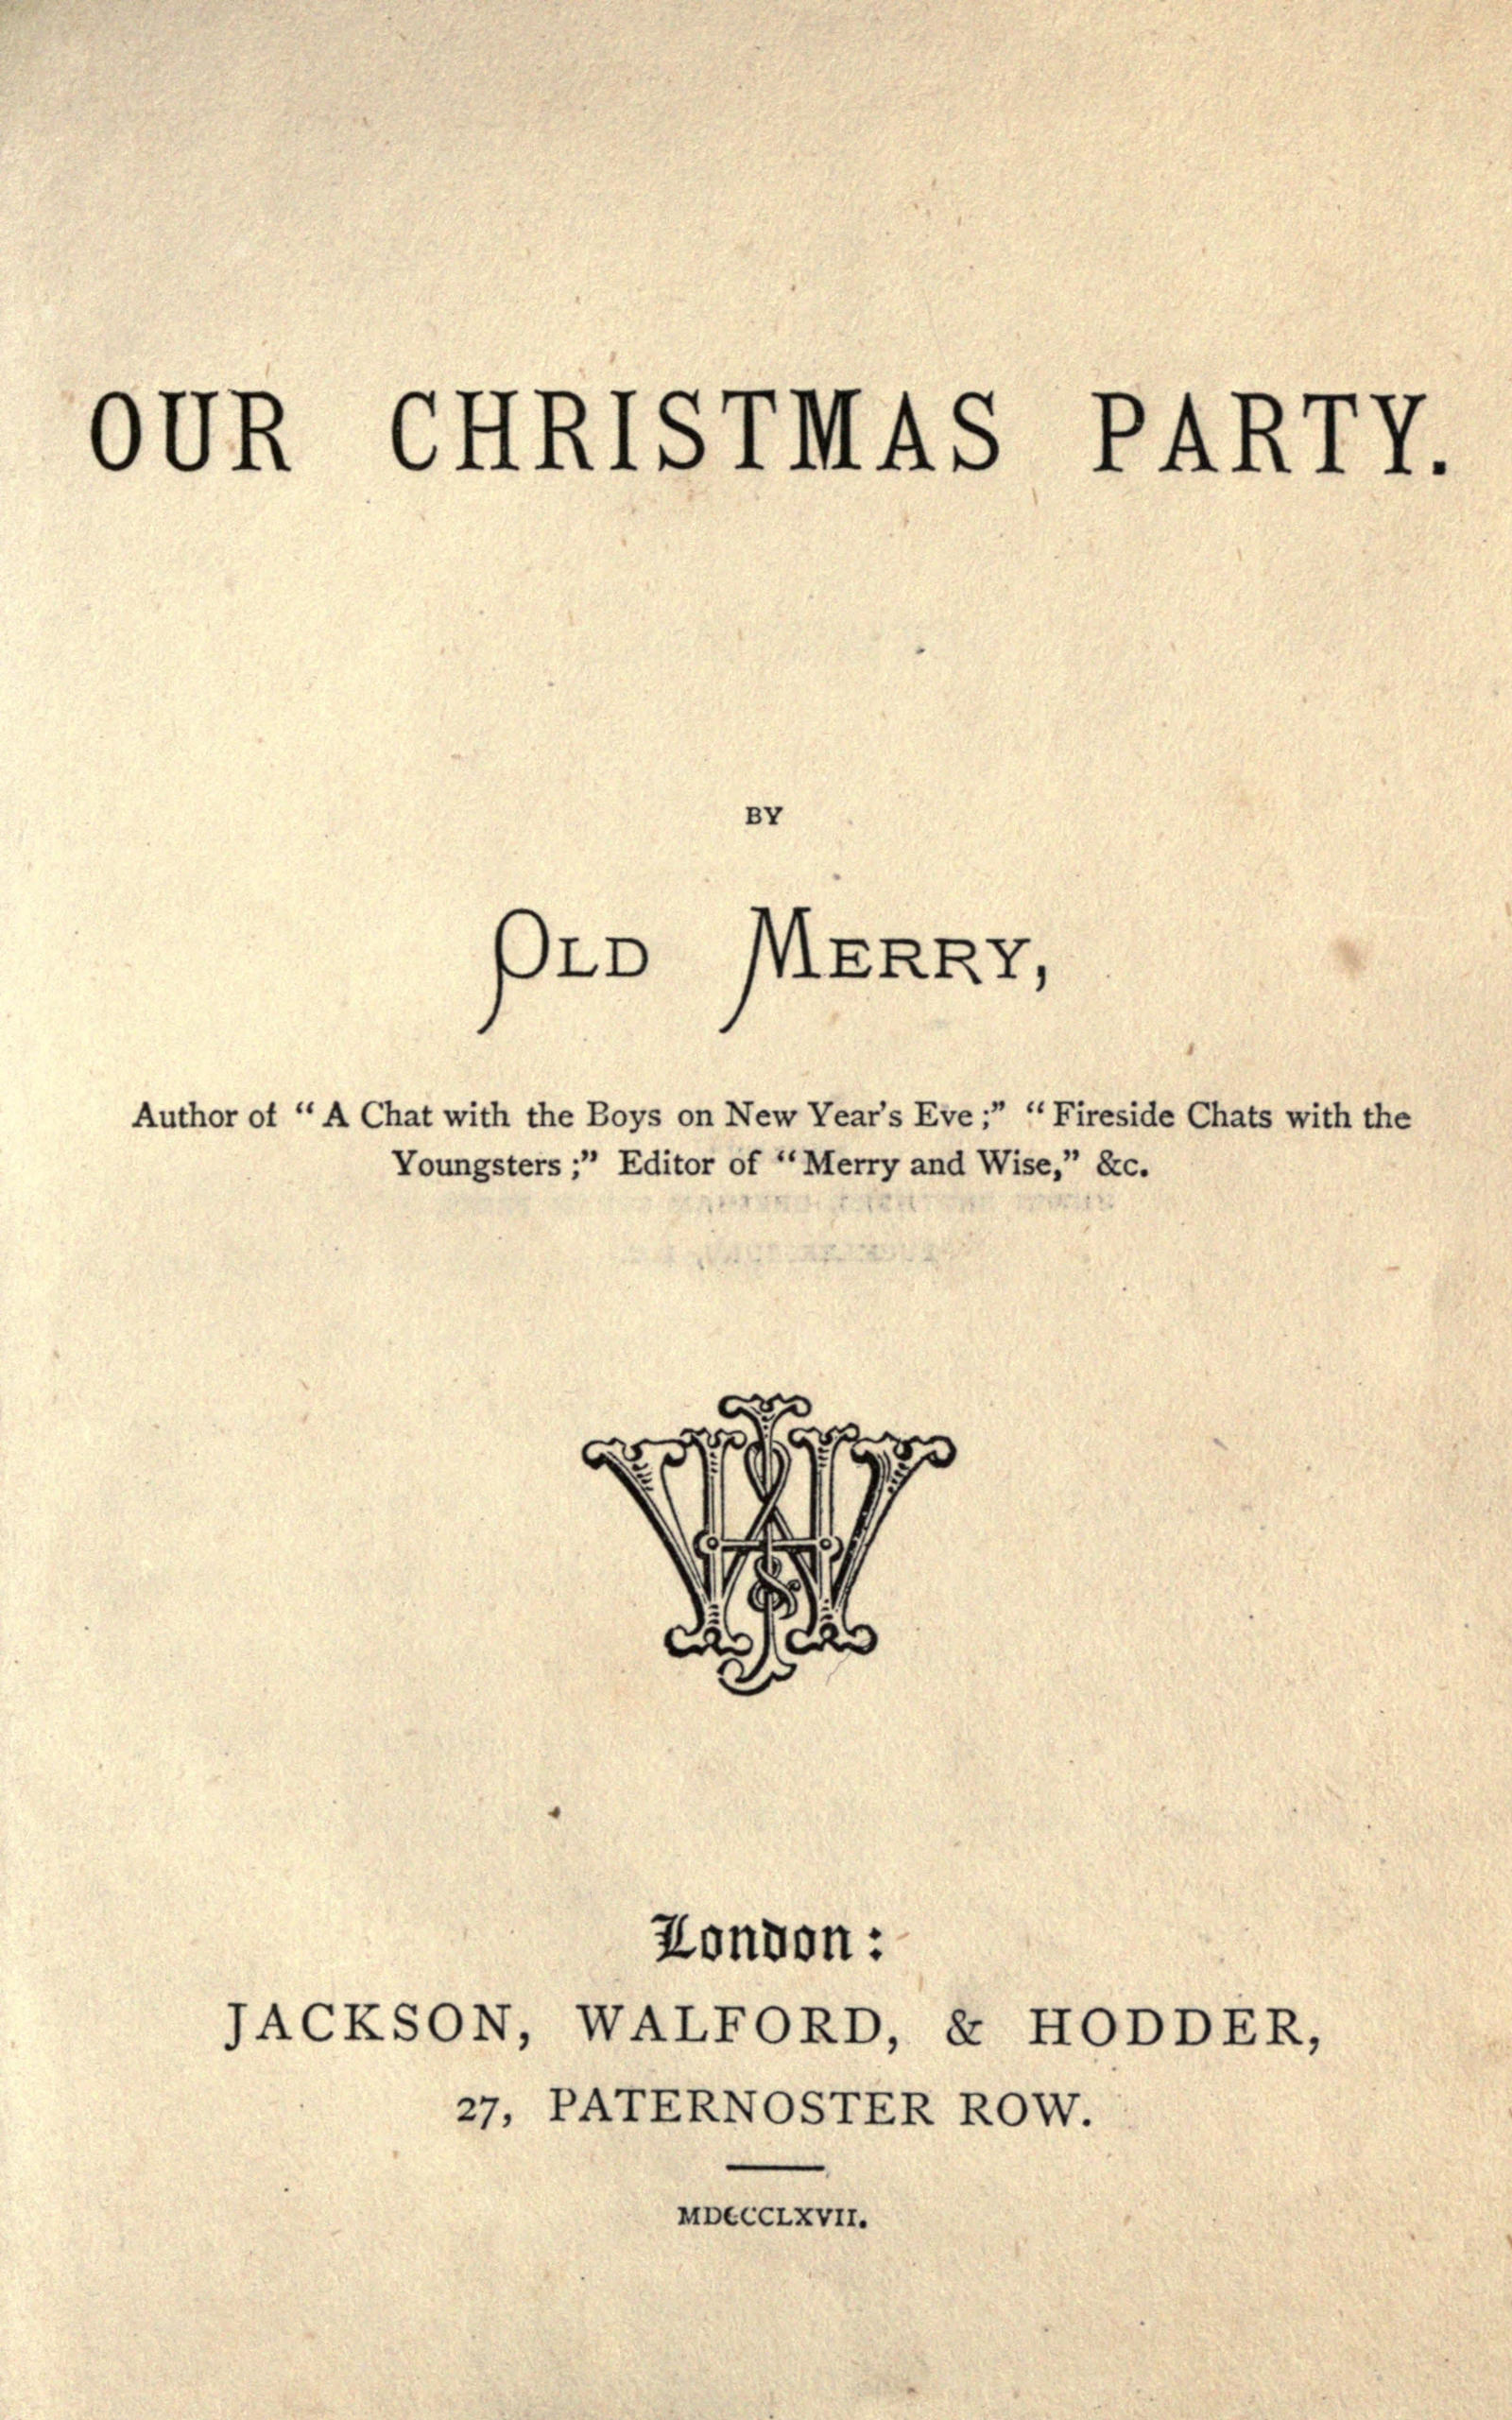 OUR CHRISTMAS PARTY.
BY
OLD MERRY,
Author of “A Chat with the Boys on New Year's Eve;” “Fireside Chats with the
Youngsters;” Editor of “Merry and Wise,” &c.
London:
JACKSON, WALFORD, & HODDER,
27, PATERNOSTER ROW.
MDCCCLXVII.